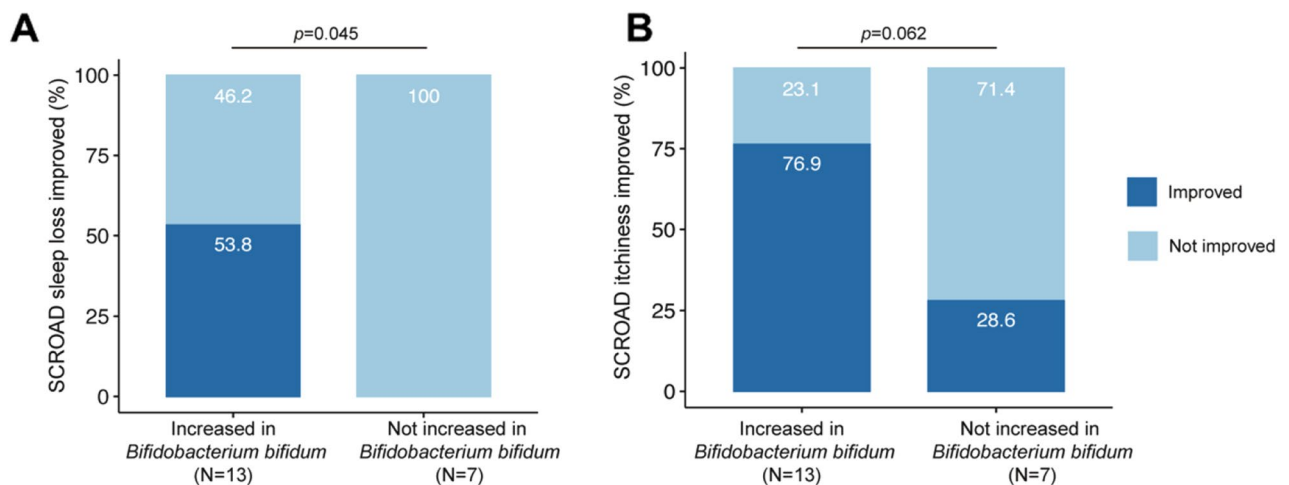 A
p=0.045
SCROAD sleep loss improved (%)
100
75
50
25
0
46.2
53.8
100
Increased in
Bifidobacterium bifidum
(N=13)
Not increased in
Bifidobacterium bifidum
(N=7)
B
p=0.062
SCROAD itchiness improved (%)
100
75
50
25
0
23.1
76.9
71.4
28.6
Increased in
Bifidobacterium bifidum
(N=13)
Not increased in
Bifidobacterium bifidum
(N=7)
Improved
Not improved